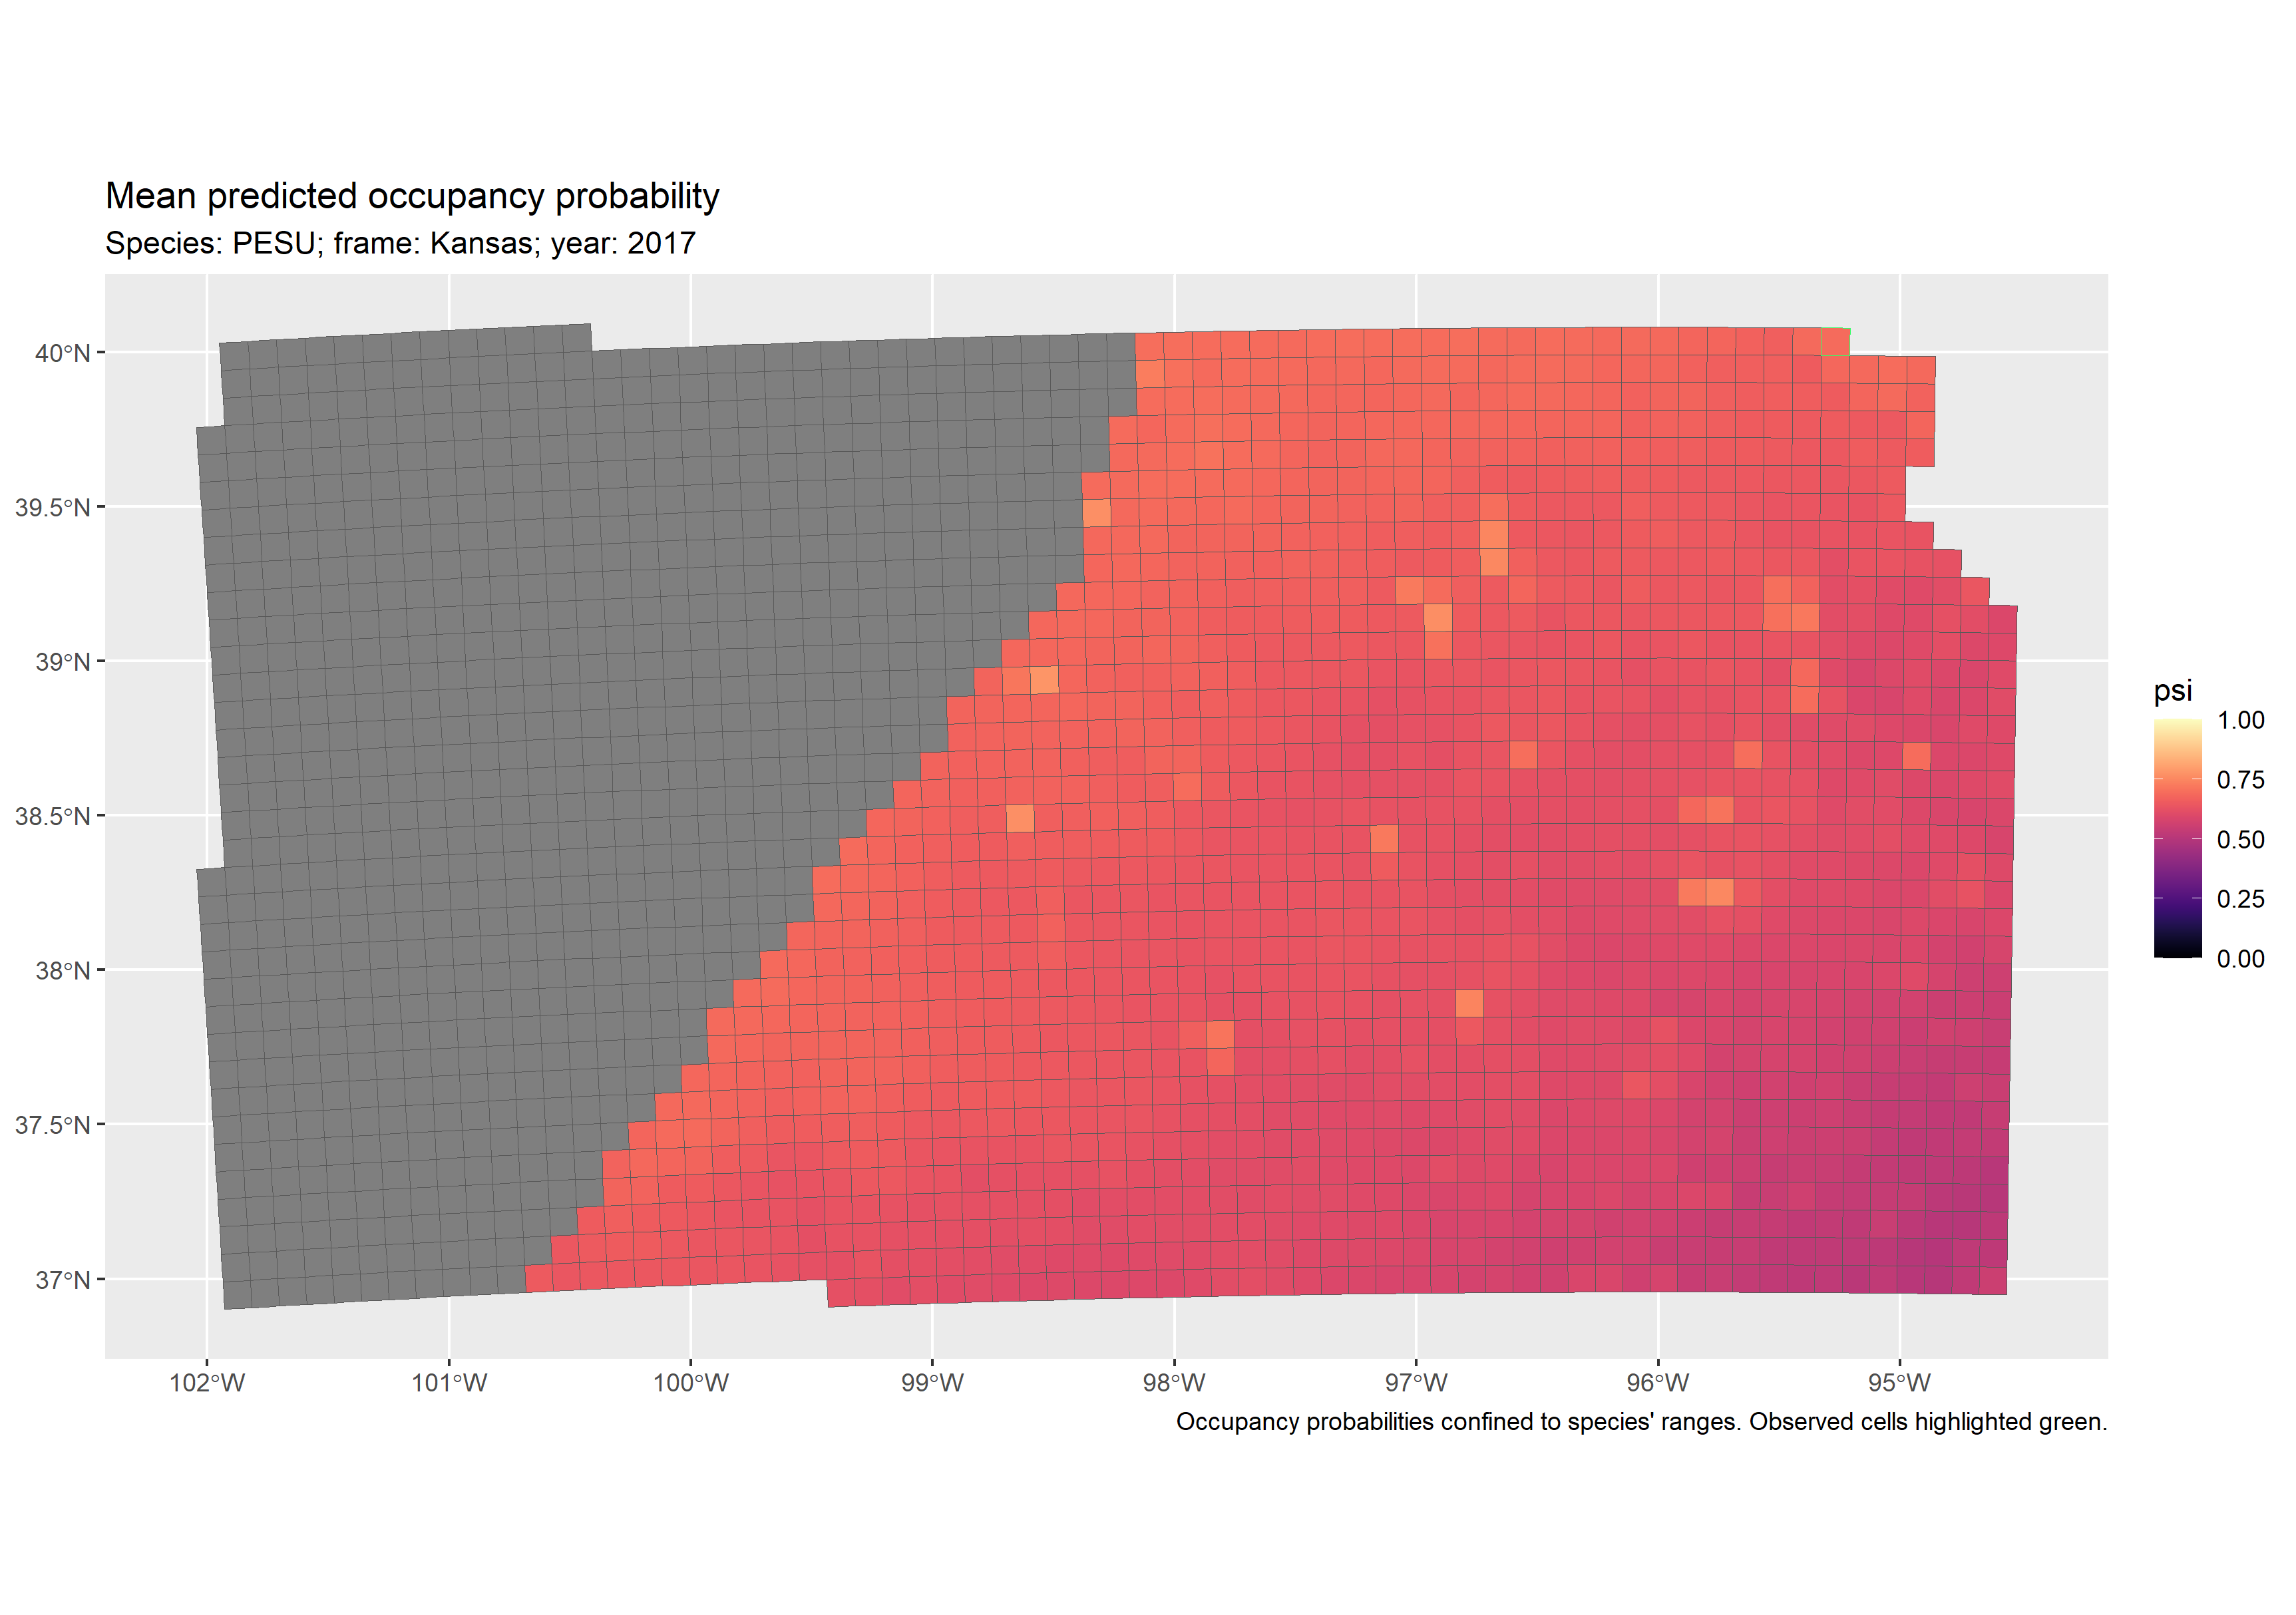 Mean predicted occupancy probability
Species: PESU; frame: Kansas; year: 2017
40°N
39.5°N
39°N
38.5°N
38°N
37.5°N
37°N
102°W
101°W
100°W
99°W
98°W
97°W
96°W
95°W
psi
1.00
0.75
0.50
0.25
0.00
Occupancy probabilities confined to species' ranges. Observed cells highlighted green.